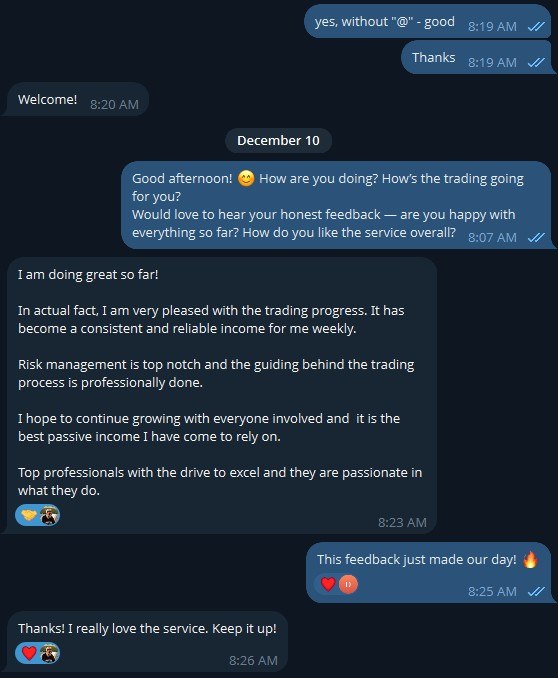 yes, without "@" - good 8:19 AM
Thanks 8:19 AM
Welcome! 8:20 AM
December 10
Good afternoon! 😊 How are you doing? How’s the trading going
for you?
Would love to hear your honest feedback — are you happy with
everything so far? How do you like the service overall? 8:07 AM
I am doing great so far!
In actual fact, I am very pleased with the trading progress. It has
become a consistent and reliable income for me weekly.
Risk management is top notch and the guiding behind the trading
process is professionally done.
I hope to continue growing with everyone involved and  it is the
best passive income I have come to rely on.
Top professionals with the drive to excel and they are passionate in
what they do.
8:23 AM
This feedback just made our day! 🔥
8:25 AM
Thanks! I really love the service. Keep it up!
8:26 AM